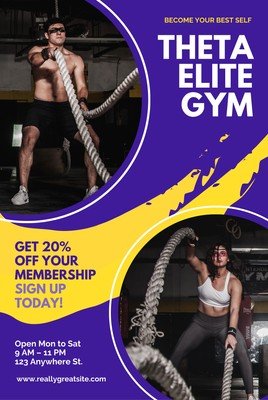 BECOME YOUR BEST SELF
THETA
ELITE
GYM
GET 20%
OFF YOUR
MEMBERSHIP
SIGN UP
TODAY!
Open Mon to Sat
9 AM – 11 PM
123 Anywhere St.
www.reallygreatsite.com